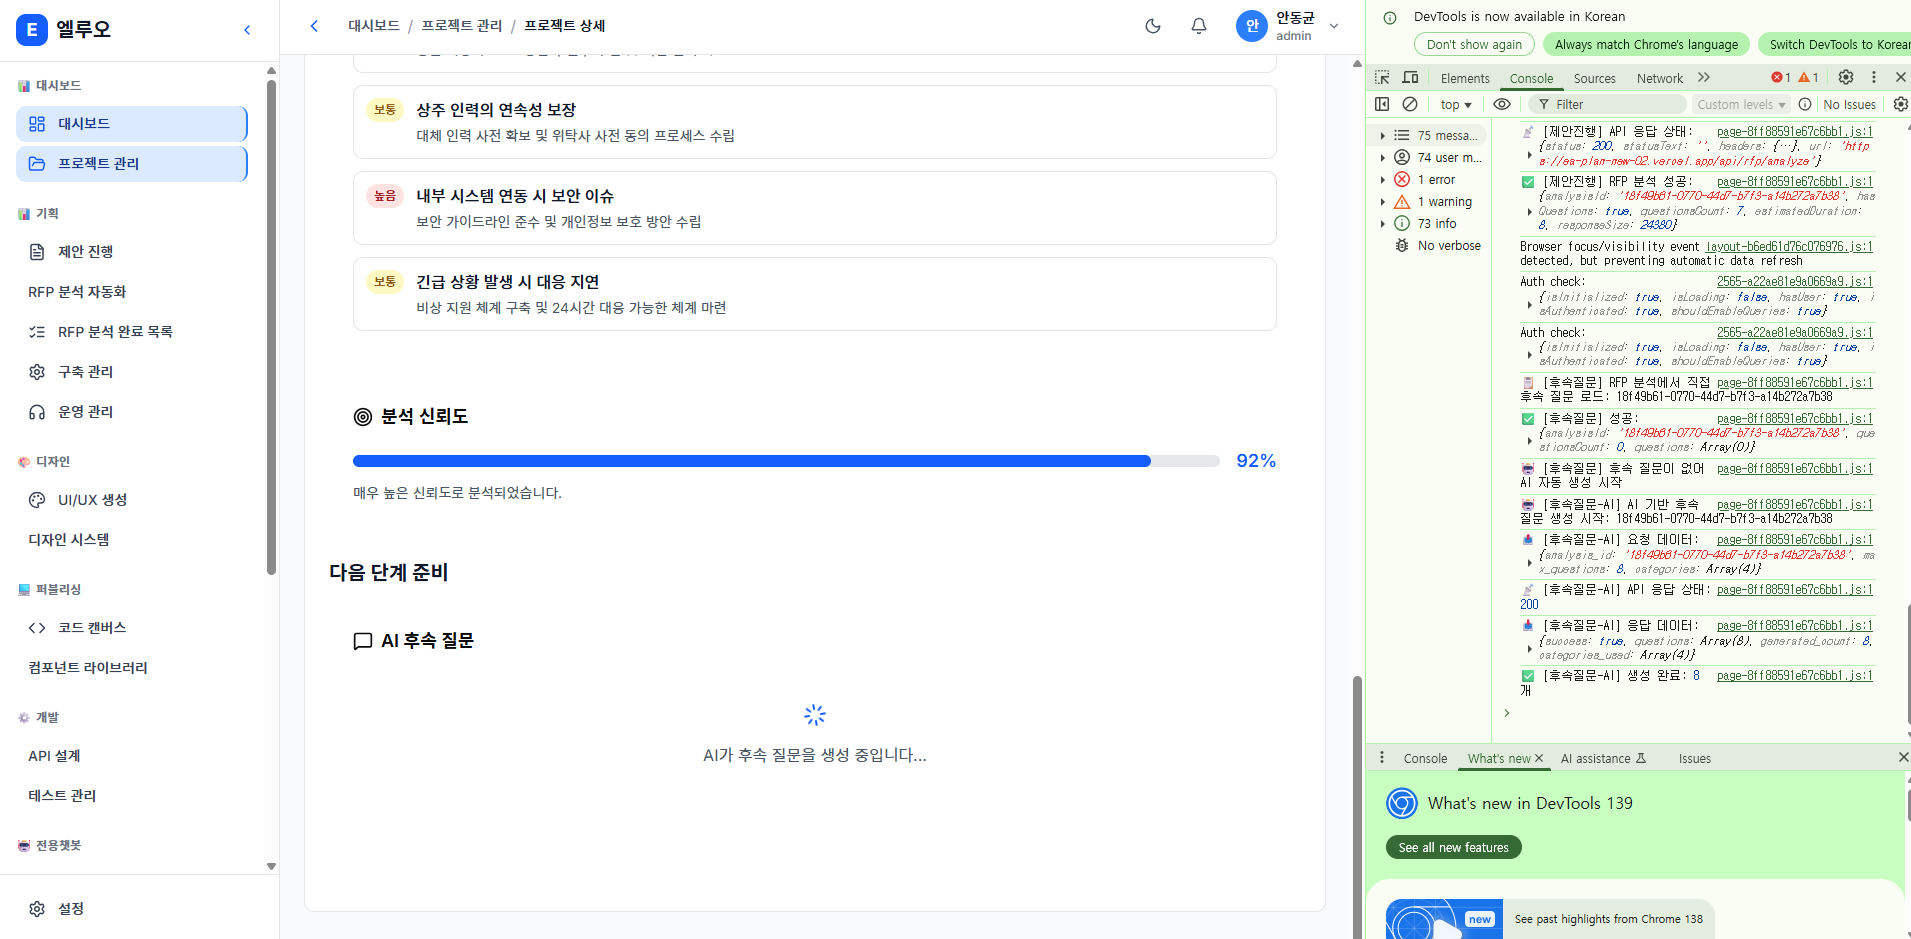 E 엘루오
대시보드 / 프로젝트 관리 / 프로젝트 상세
안 안동균
admin
대시보드
대시보드
프로젝트 관리
기획
제안 진행
RFP 분석 자동화
RFP 분석 완료 목록
구축 관리
운영 관리
디자인
UI/UX 생성
디자인 시스템
퍼블리싱
코드 캔버스
컴포넌트 라이브러리
개발
API 설계
테스트 관리
전용챗봇
설정
보통 상주 인력의 연속성 보장
대체 인력 사전 확보 및 위탁사 사전 동의 프로세스 수립
높음 내부 시스템 연동 시 보안 이슈
보안 가이드라인 준수 및 개인정보 보호 방안 수립
보통 긴급 상황 발생 시 대응 지연
비상 지원 체계 구축 및 24시간 대응 가능한 체계 마련
분석 신뢰도
92%
매우 높은 신뢰도로 분석되었습니다.
다음 단계 준비
AI 후속 질문
AI가 후속 질문을 생성 중입니다...
DevTools is now available in Korean
Don't show again Always match Chrome's language Switch DevTools to Korean
Elements Console Sources Network 1 1
top Filter Custom levels No Issues
75 messa...
74 user m...
1 error
1 warning
73 info
No verbose
[제안진행] API 응답 상태: page-8ff88591e67c6bb1.js:1
{status: 200, statusText: '', headers: {…}, url: 'http
s://ea-plan-new-02.vercel.app/api/rfp/analyze'}
[제안진행] RFP 분석 성공: page-8ff88591e67c6bb1.js:1
{analysisId: '18f49b61-0770-44d7-b7f3-a14b272a7b38', has
Questions: true, questionsCount: 7, estimatedDuration:
8, responseSize: 24380}
Browser focus/visibility event layout-b6ed61d76c076976.js:1
detected, but preventing automatic data refresh
Auth check: 2565-a22ae81e9a0669a9.js:1
{isInitialized: true, isLoading: false, hasUser: true, i
sAuthenticated: true, shouldEnableQueries: true}
Auth check: 2565-a22ae81e9a0669a9.js:1
{isInitialized: true, isLoading: false, hasUser: true, i
sAuthenticated: true, shouldEnableQueries: true}
[후속질문] RFP 분석에서 직접 page-8ff88591e67c6bb1.js:1
후속 질문 로드: 18f49b61-0770-44d7-b7f3-a14b272a7b38
[후속질문] 성공: page-8ff88591e67c6bb1.js:1
{analysisId: '18f49b61-0770-44d7-b7f3-a14b272a7b38', que
stionsCount: 0, questions: Array(0)}
[후속질문] 후속 질문이 없어 page-8ff88591e67c6bb1.js:1
AI 자동 생성 시작
[후속질문-AI] AI 기반 후속 page-8ff88591e67c6bb1.js:1
질문 생성 시작: 18f49b61-0770-44d7-b7f3-a14b272a7b38
[후속질문-AI] 요청 데이터: page-8ff88591e67c6bb1.js:1
{analysis_id: '18f49b61-0770-44d7-b7f3-a14b272a7b38', ma
x_questions: 8, categories: Array(4)}
[후속질문-AI] API 응답 상태: page-8ff88591e67c6bb1.js:1
200
[후속질문-AI] 응답 데이터: page-8ff88591e67c6bb1.js:1
{success: true, questions: Array(8), generated_count: 8,
categories_used: Array(4)}
[후속질문-AI] 생성 완료: 8 page-8ff88591e67c6bb1.js:1
개
Console What's new AI assistance Issues
What's new in DevTools 139
See all new features
new See past highlights from Chrome 138